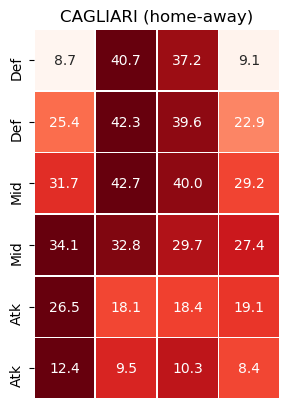 CAGLIARI (home-away)
Def 8.7 40.7 37.2 9.1
Def 25.4 42.3 39.6 22.9
Mid 31.7 42.7 40.0 29.2
Mid 34.1 32.8 29.7 27.4
Atk 26.5 18.1 18.4 19.1
Atk 12.4 9.5 10.3 8.4